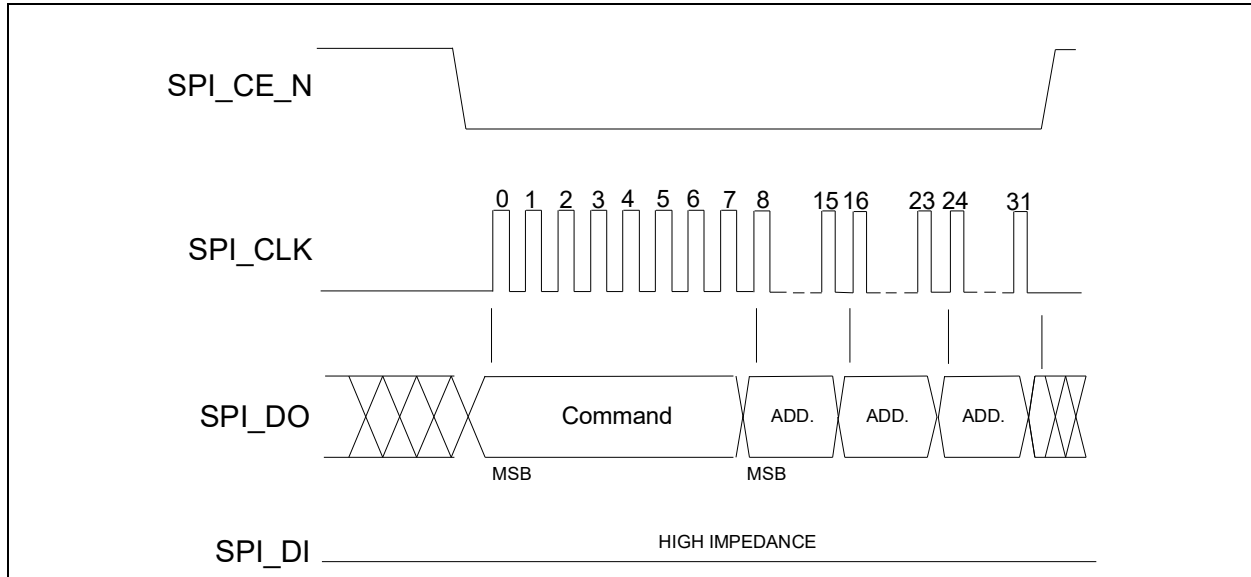 SPI_CE_N
0 1 2 3 4 5 6 7 8 15 16 23 24 31
SPI_CLK
SPI_DO Command ADD. ADD. ADD.
MSB MSB
HIGH IMPEDANCE
SPI_DI